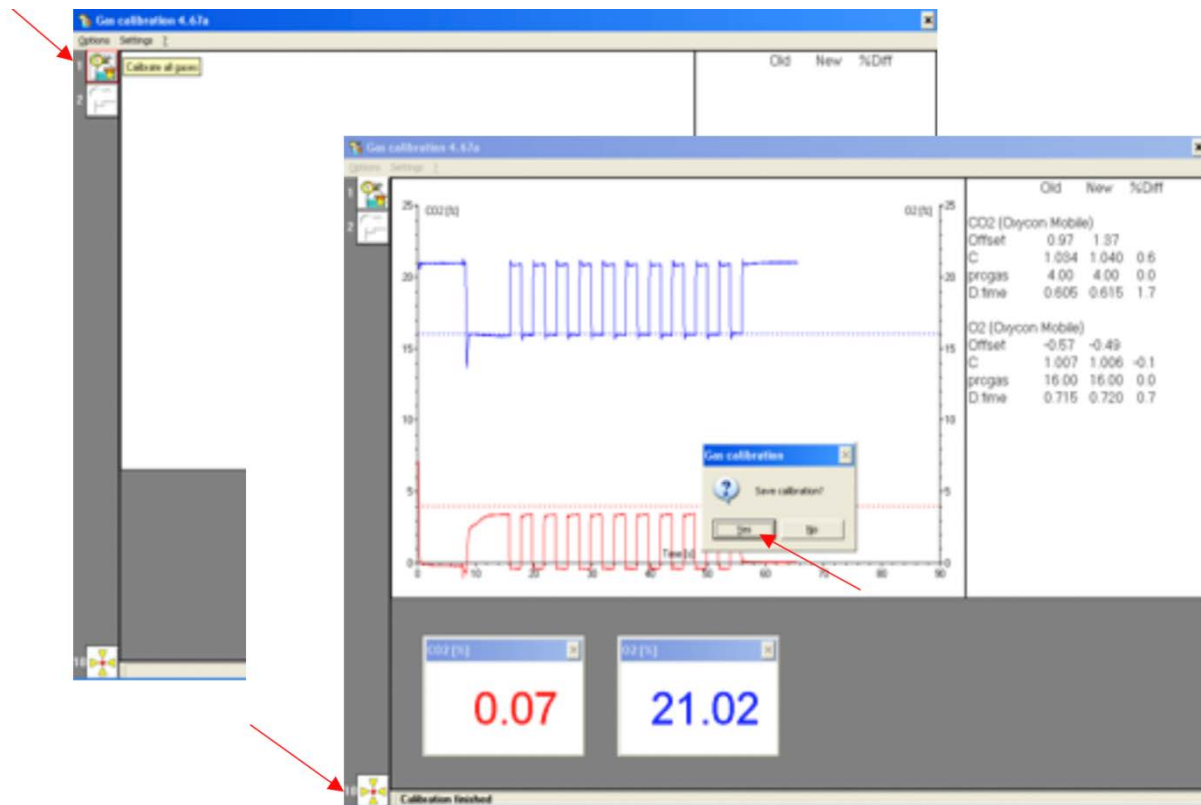 Gas calibration 4.67a
Options Settings ?
1
Calibrate all gases
Old New %Diff
2
Gas calibration 4.67a
Options Settings ?
1
Old New %Diff
25 CO2 [%] O2 [%] 25
2
CO2 (Oxycon Mobile)
Offset 0.97 1.37
C 1.034 1.040 0.6
progas 4.00 4.00 0.0
D.time 0.605 0.615 1.7
20 20
O2 (Oxycon Mobile)
Offset -0.57 -0.49
C 1.007 1.006 -0.1
progas 16.00 16.00 0.0
D.time 0.715 0.720 0.7
15 15
10 10
Gas calibration
Save calibration?
5 5
Yes No
Time [s]
0 0
0 10 20 30 40 50 60 70 80 90
CO2 [%] O2 [%]
0.07 21.02
10
10
Calibration finished